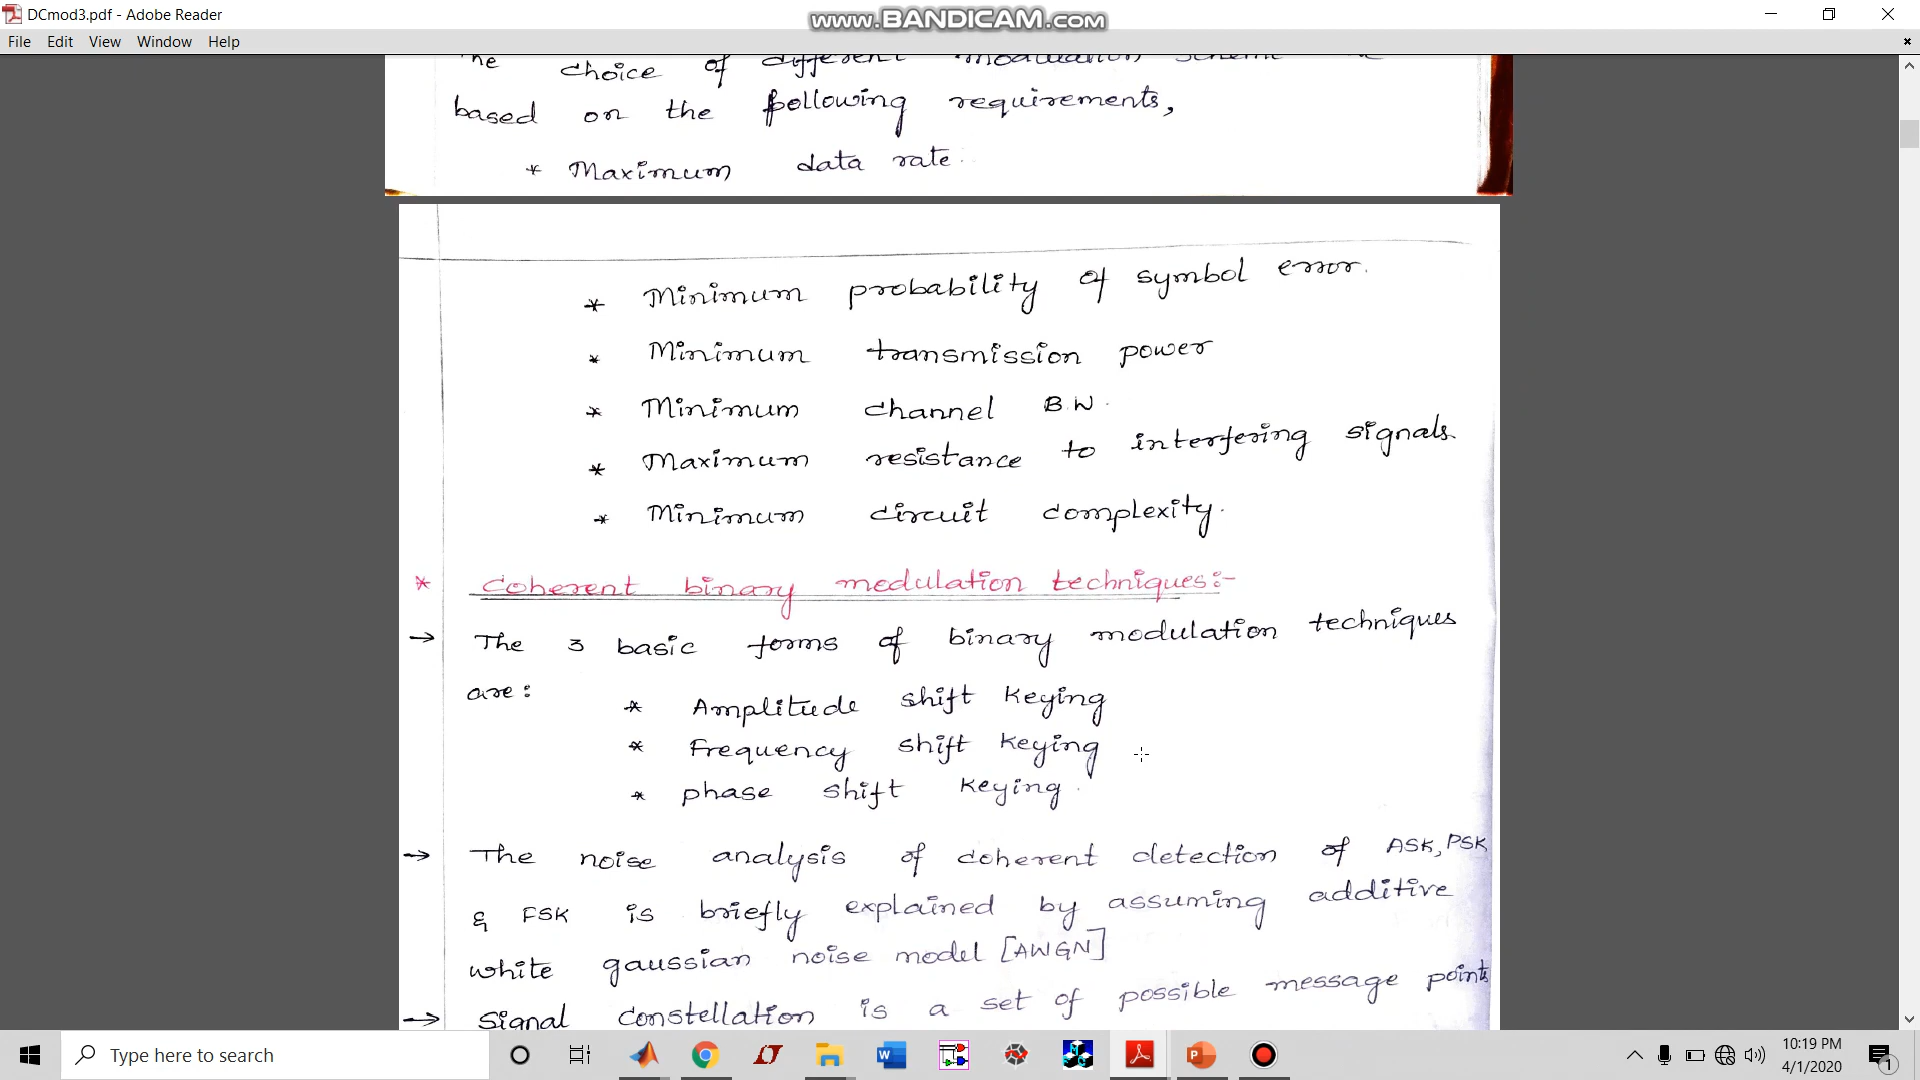 DCmod3.pdf - Adobe Reader
www.BANDICAM.com
File Edit View Window Help
The choice of different modulation scheme
based on the following requirements,
* Maximum data rate.
* Minimum probability of symbol error.
* Minimum transmission power
* Minimum channel B.W.
* Maximum resistance to interfering signals.
* Minimum circuit complexity.
* Coherent binary modulation techniques:-
→ The 3 basic forms of binary modulation techniques
are:
* Amplitude shift keying
* Frequency shift keying
* phase shift keying.
→ The noise analysis of coherent detection of ASK, PSK
& FSK is briefly explained by assuming additive
white gaussian noise model [AWGN]
→ Signal constellation is a set of possible message points
Type here to search
10:19 PM
4/1/2020
1